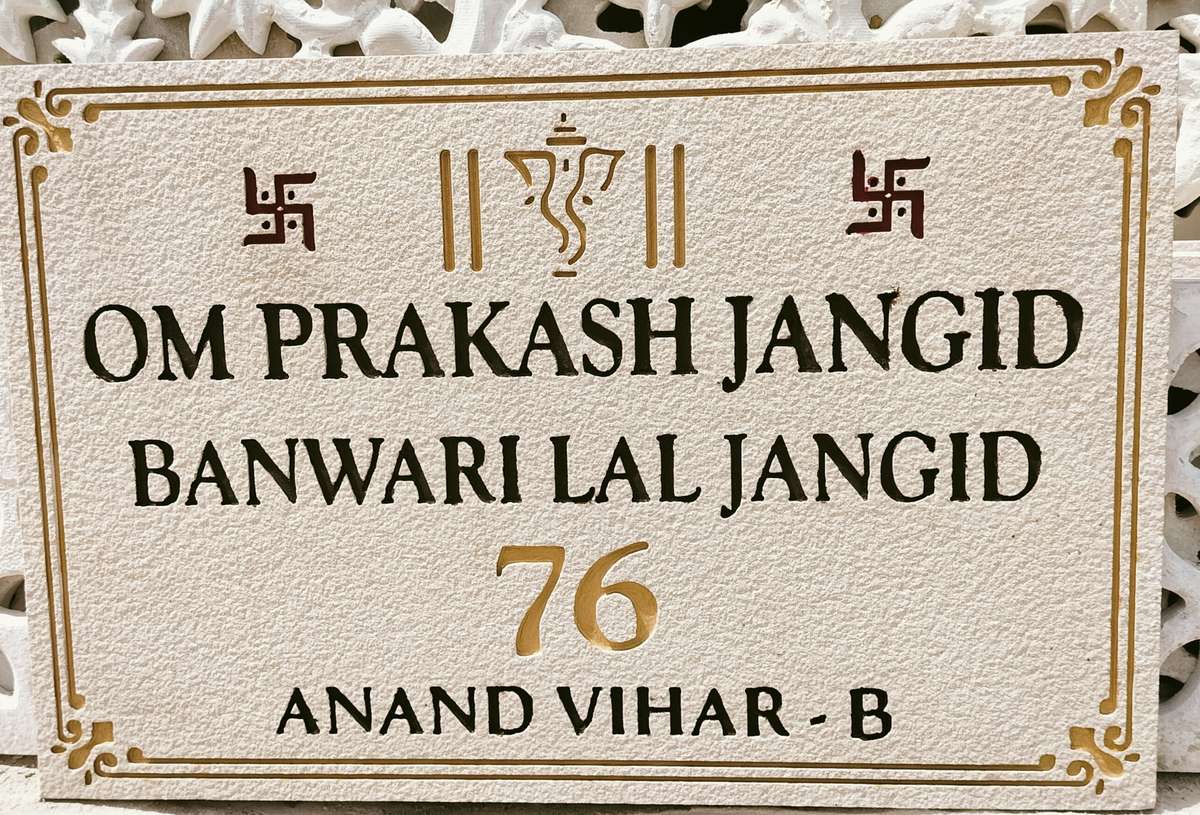 OM PRAKASH JANGID
BANWARI LAL JANGID
76
ANAND VIHAR - B